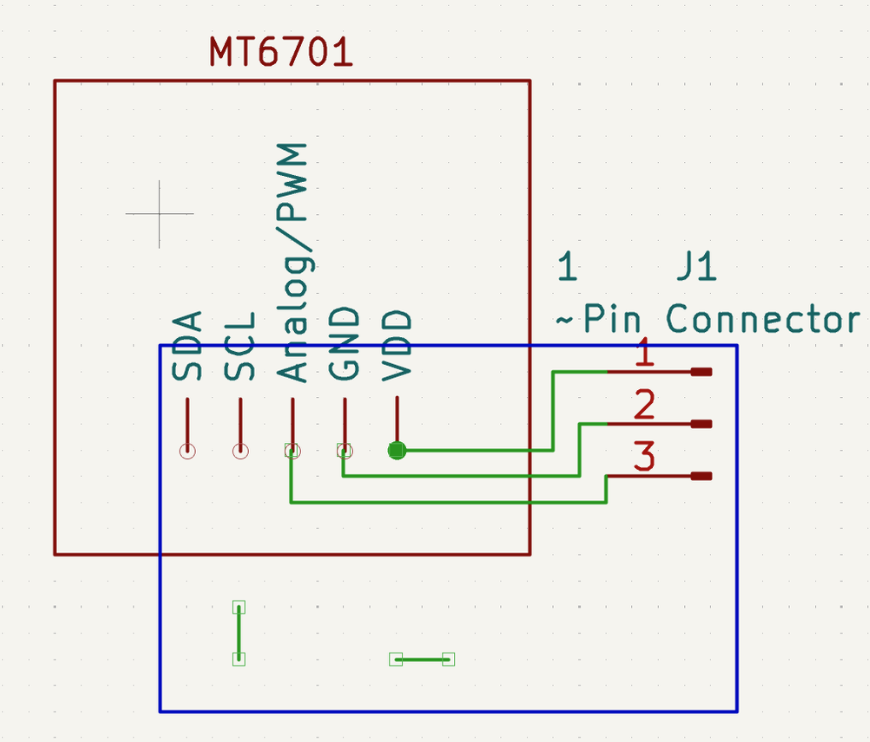 MT6701
SDA
SCL
Analog/PWM
GND
VDD
1
J1
~Pin Connector
1
2
3